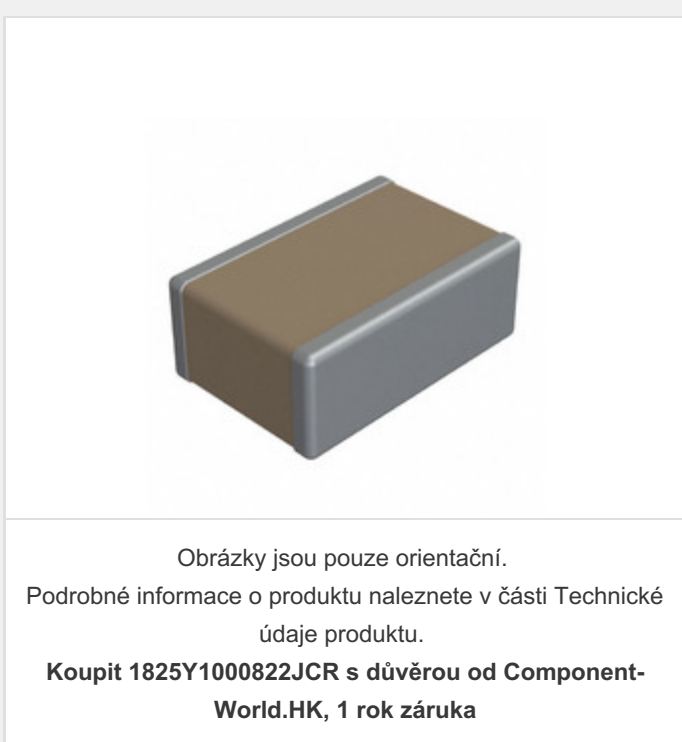 Obrázky jsou pouze orientační.
Podrobné informace o produktu naleznete v části Technické
údaje produktu.
Koupit 1825Y1000822JCR s důvěrou od Component-
World.HK, 1 rok záruka